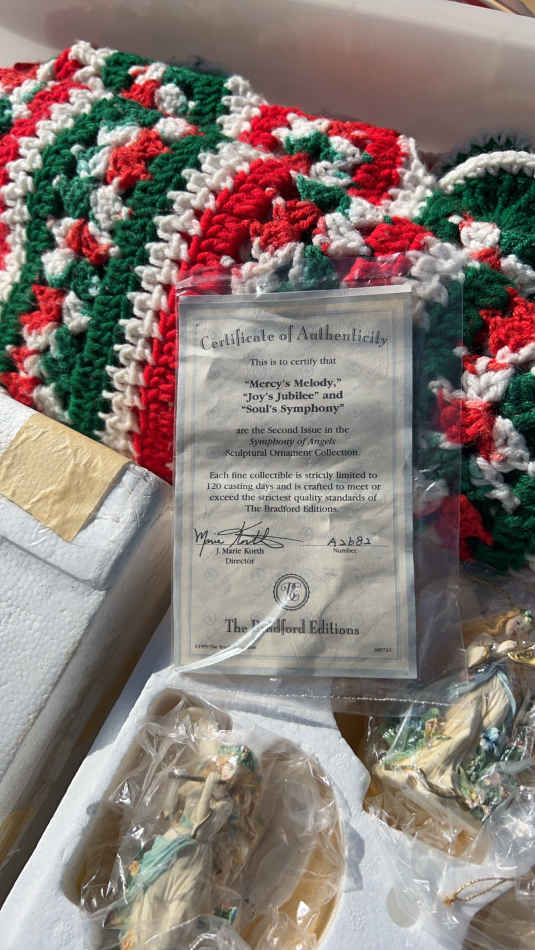 Certificate of Authenticity
This is to certify that
"Mercy's Melody,"
"Joy's Jubilee" and
"Soul's Symphony"
are the Second Issue in the
Symphony of Angels
Sculptural Ornament Collection.
Each fine collectible is strictly limited to
120 casting days and is crafted to meet or
exceed the strictest quality standards of
The Bradford Editions.
Marie Korth A2682
J. Marie Korth Number
Director
The Bradford Editions